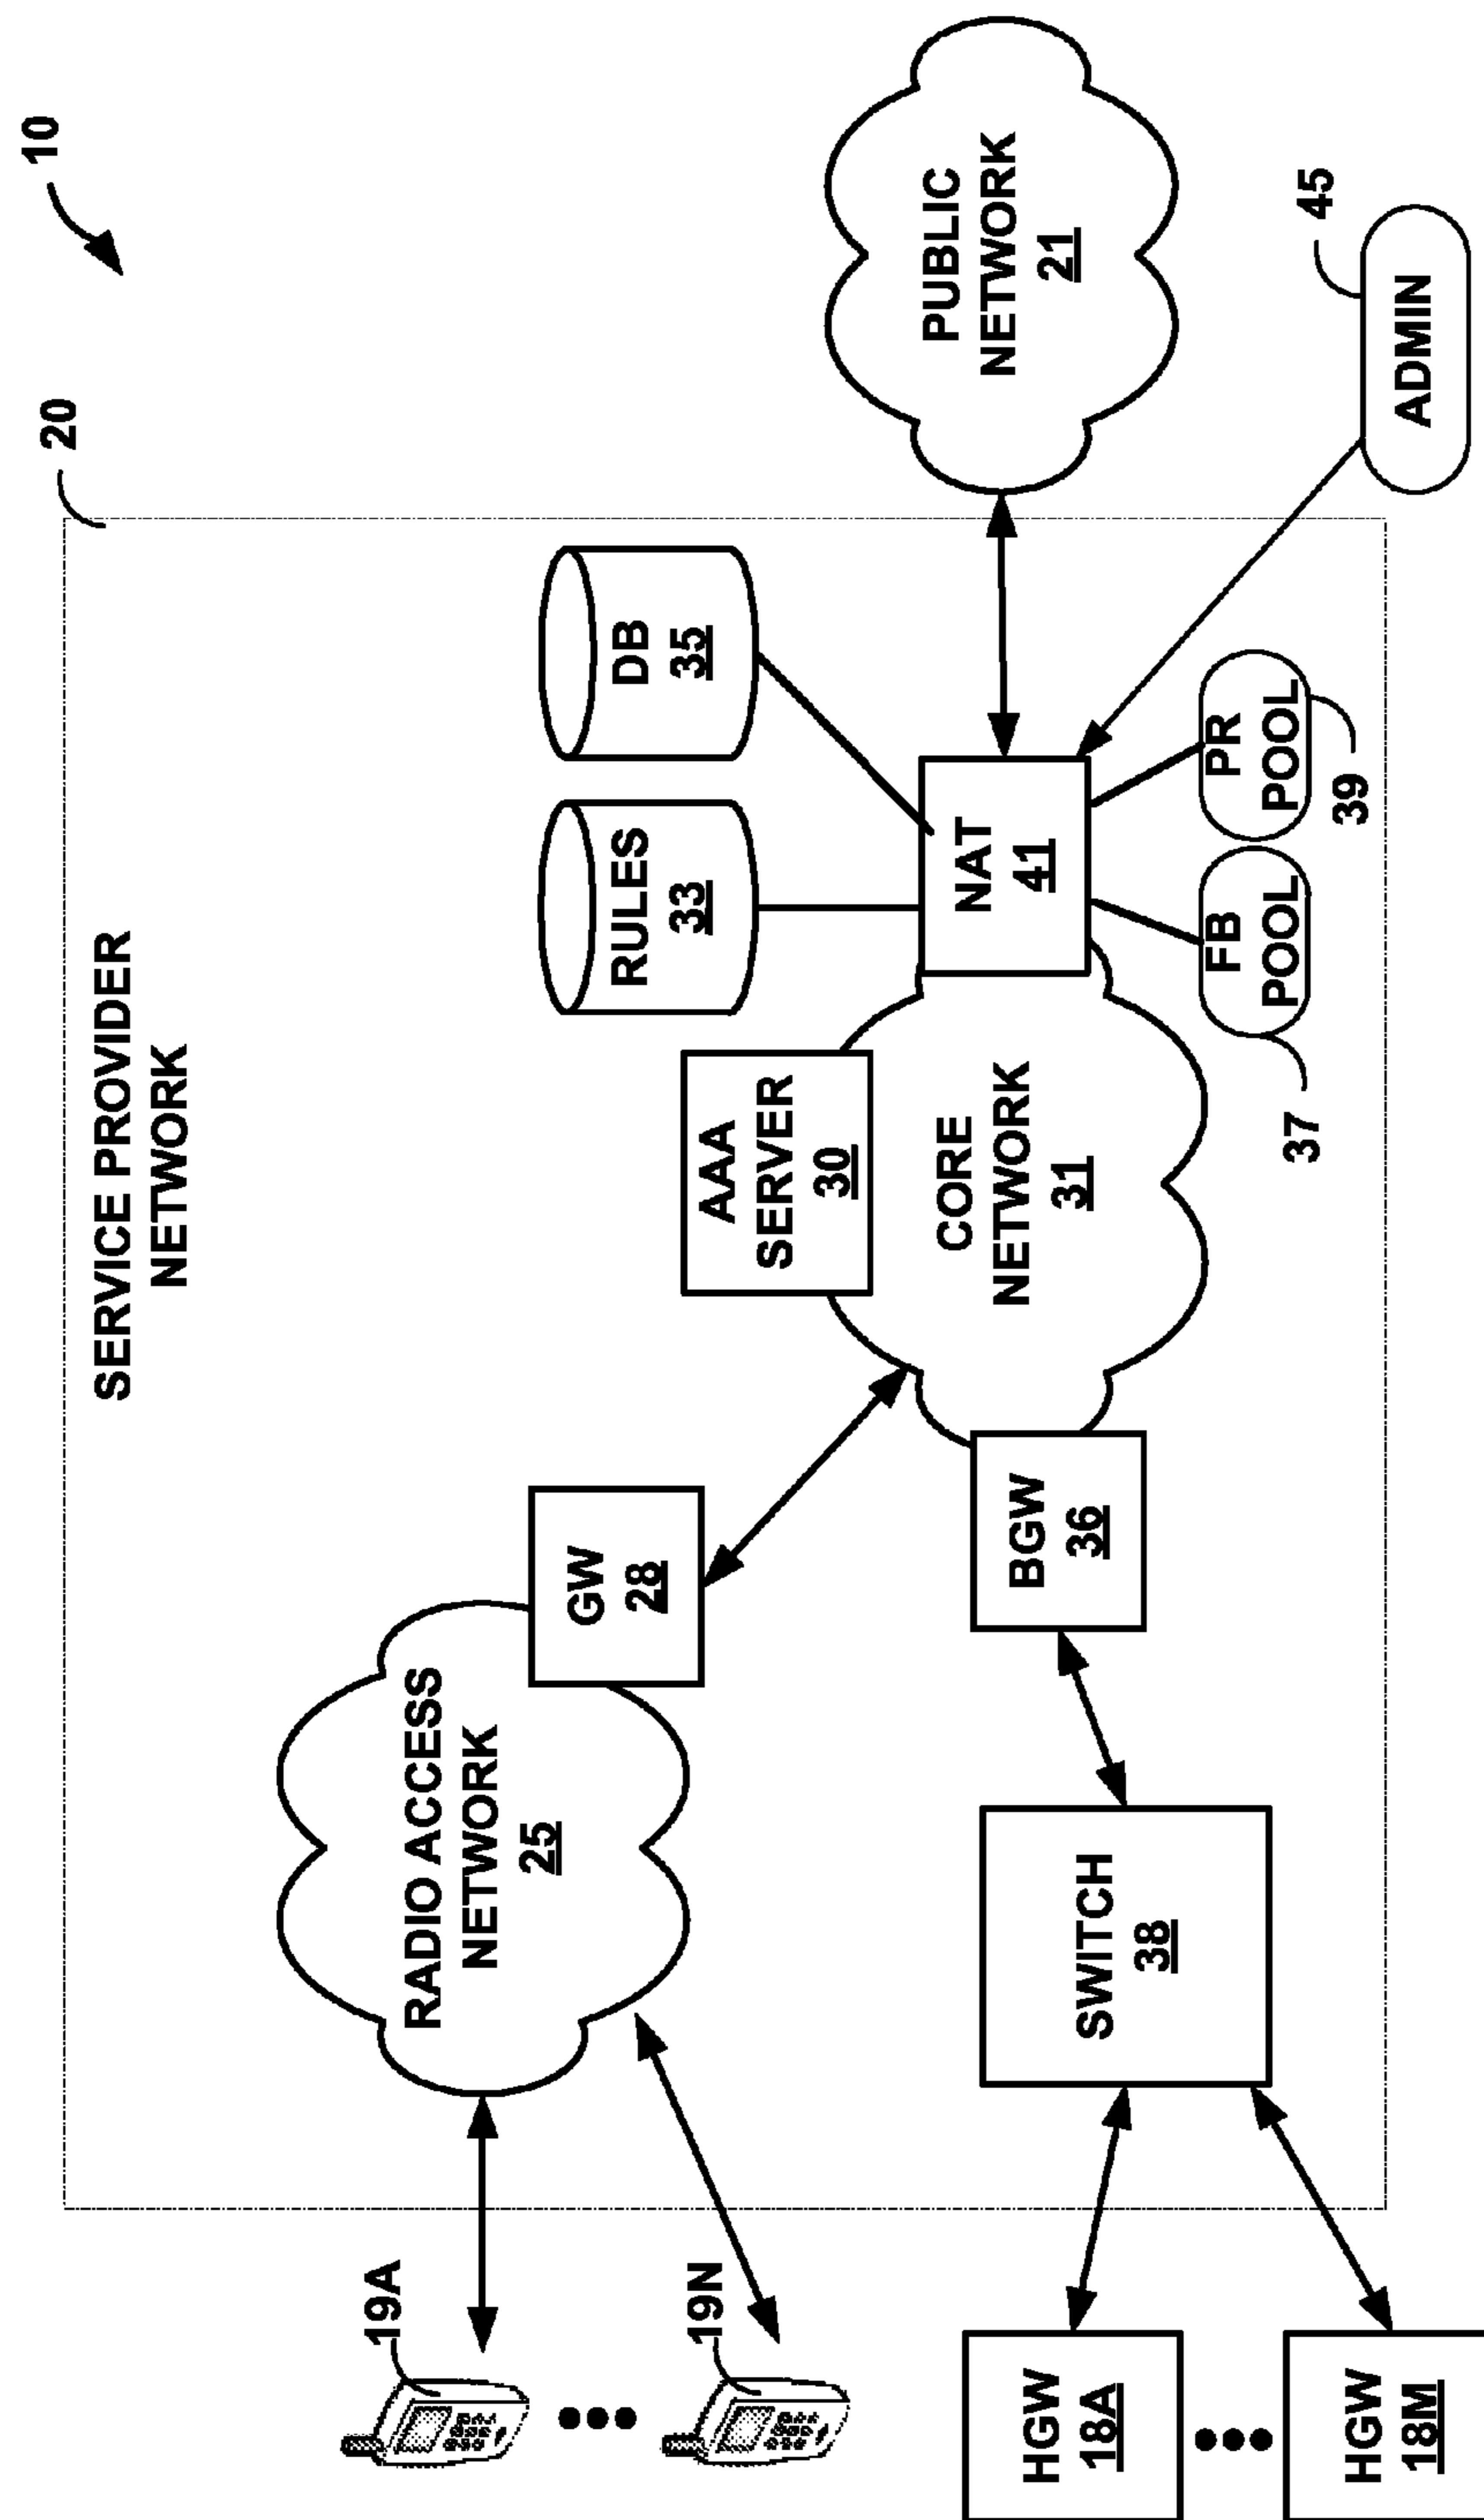 10
20
SERVICE PROVIDER
NETWORK
19A
19N
RADIO ACCESS
NETWORK
25
GW
28
RULES
33
DB
35
AAA
SERVER
30
PUBLIC
NETWORK
21
HGW
18A
HGW
18M
SWITCH
38
BGW
36
CORE
NETWORK
31
NAT
41
FB
POOL
37
PR
POOL
39
ADMIN
45